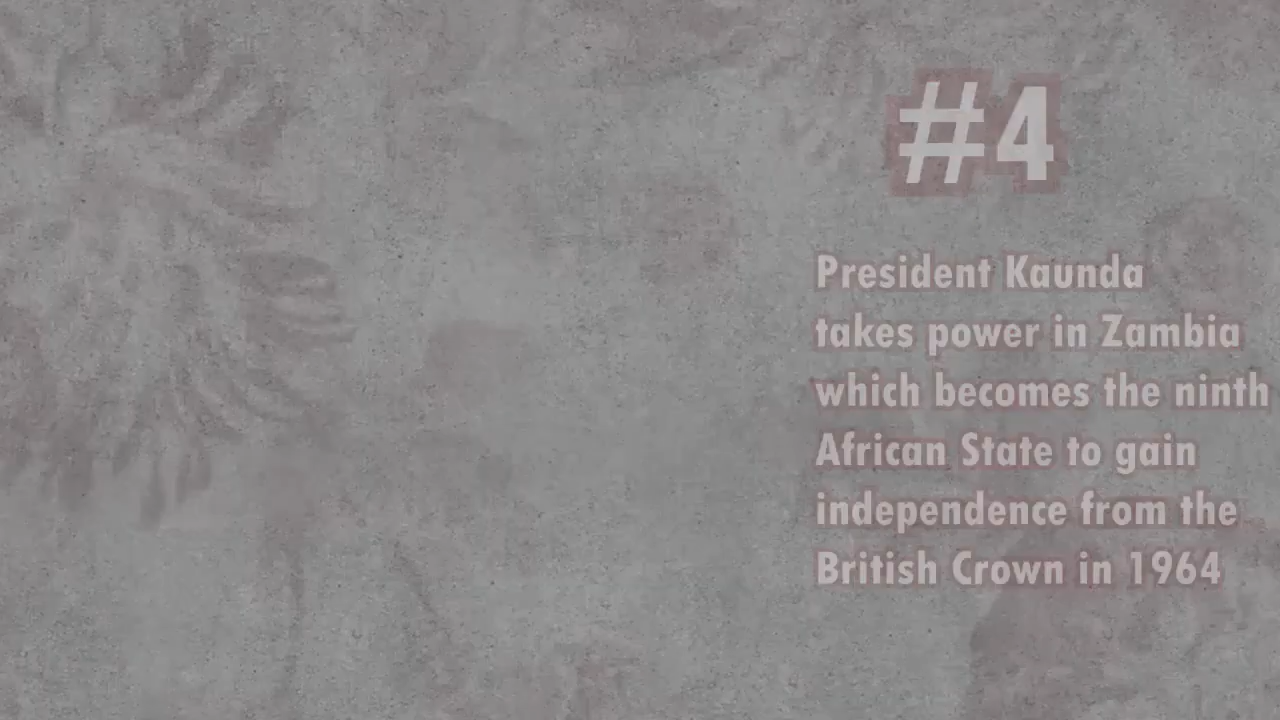 #4
President Kaunda
takes power in Zambia
which becomes the ninth
African State to gain
independence from the
British Crown in 1964